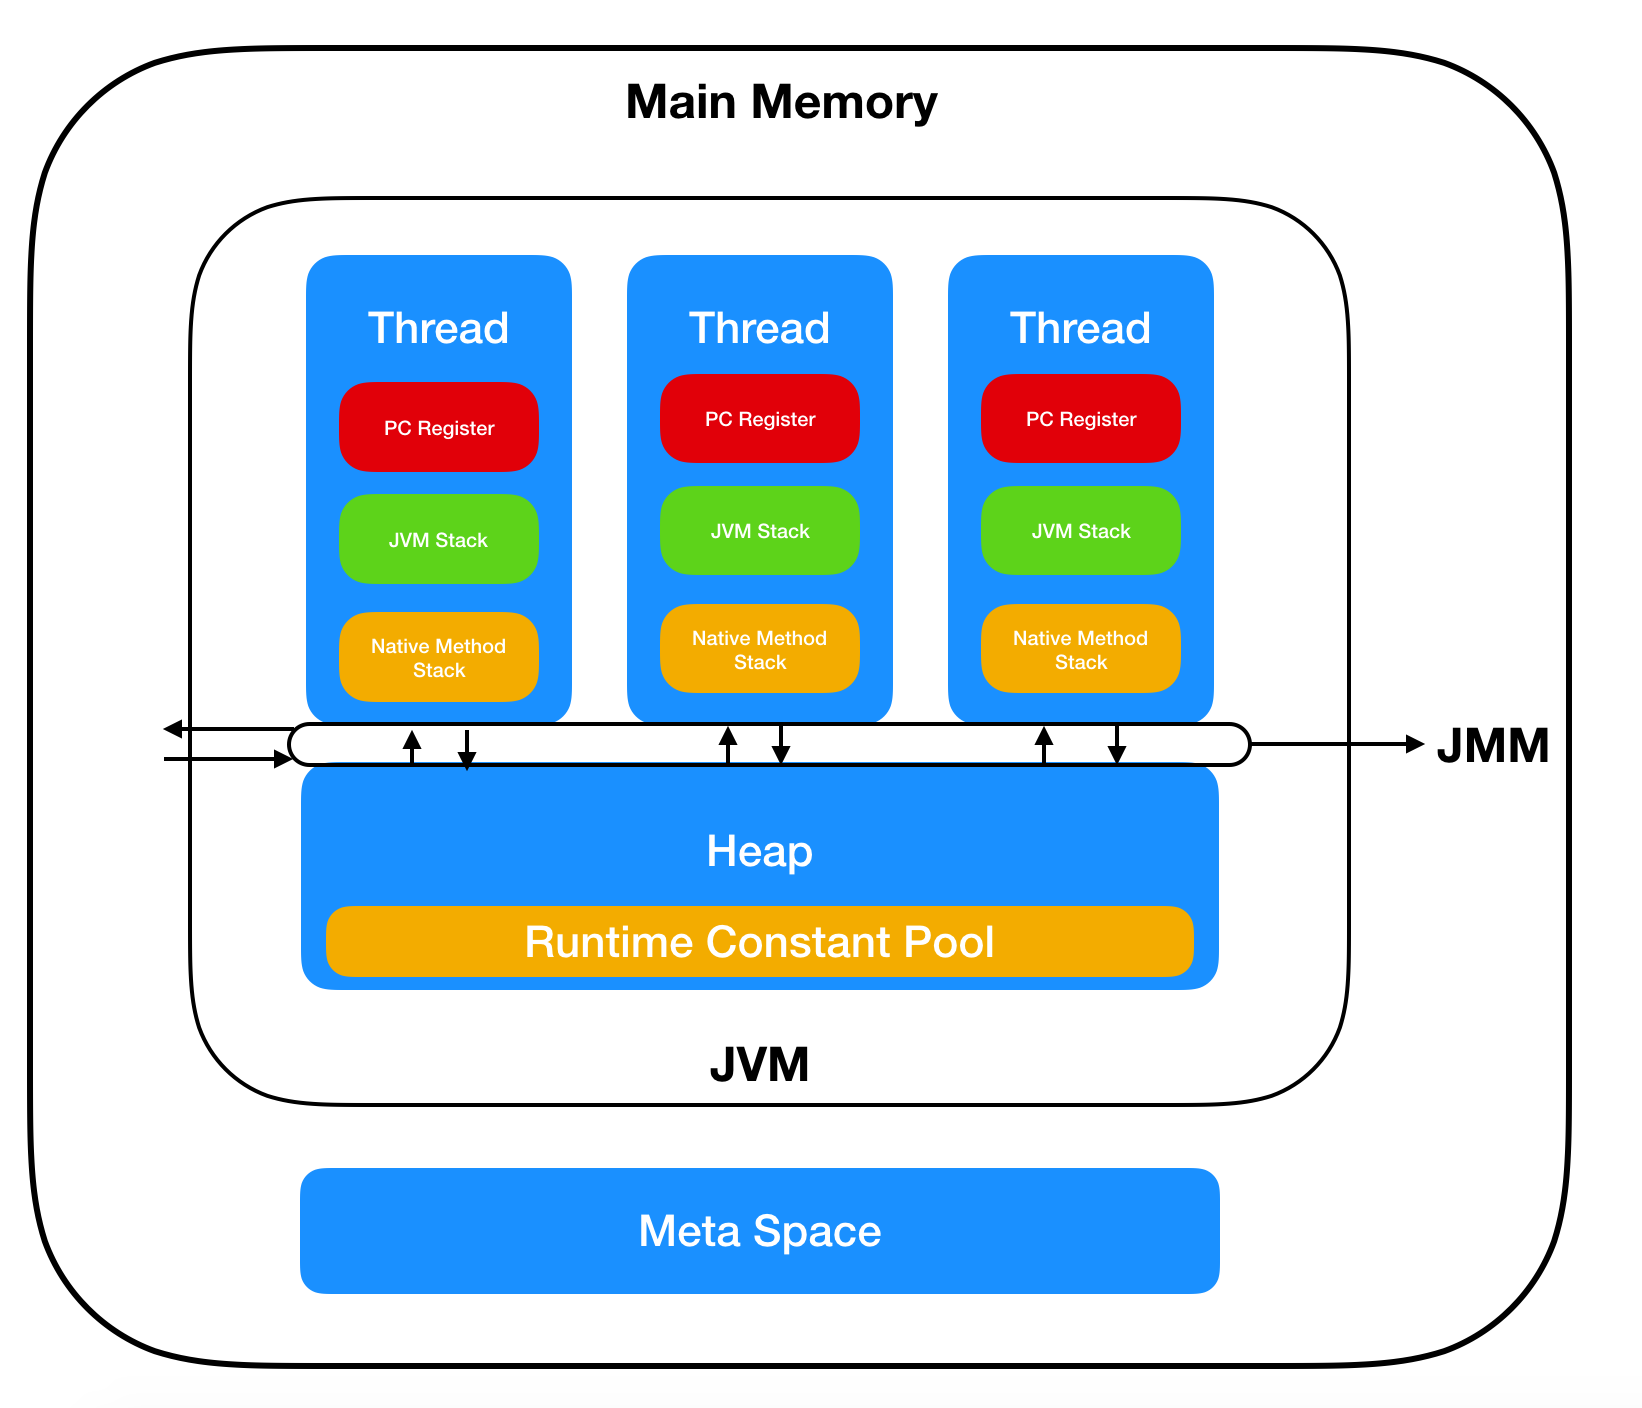 Main Memory
Thread
PC Register
JVM Stack
Native Method
Stack
Thread
PC Register
JVM Stack
Native Method
Stack
Thread
PC Register
JVM Stack
Native Method
Stack
JMM
Heap
Runtime Constant Pool
JVM
Meta Space